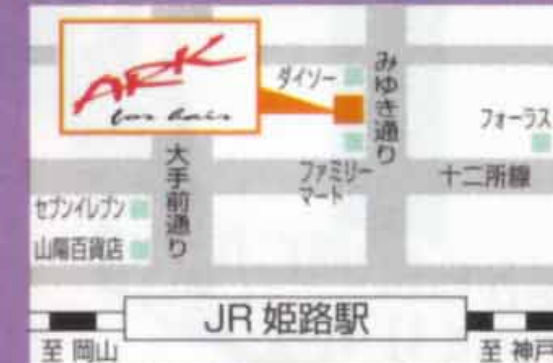 ARK
for hair
ダイソー
みゆき通り
フォーラス
大手前通り
ファミリー
マート
十二所線
セブンイレブン
山陽百貨店
JR 姫路駅
至 岡山
至 神戸